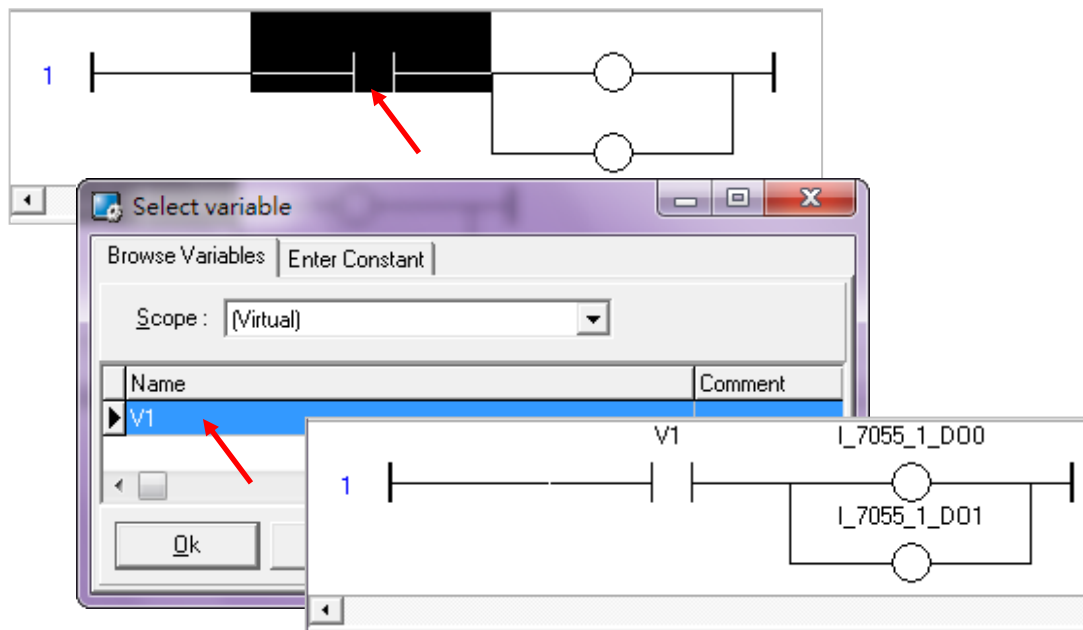 1
Select variable
Browse Variables Enter Constant
Scope : (Virtual)
Name Comment
V1
Ok
V1 I_7055_1_DO0
1
I_7055_1_DO1